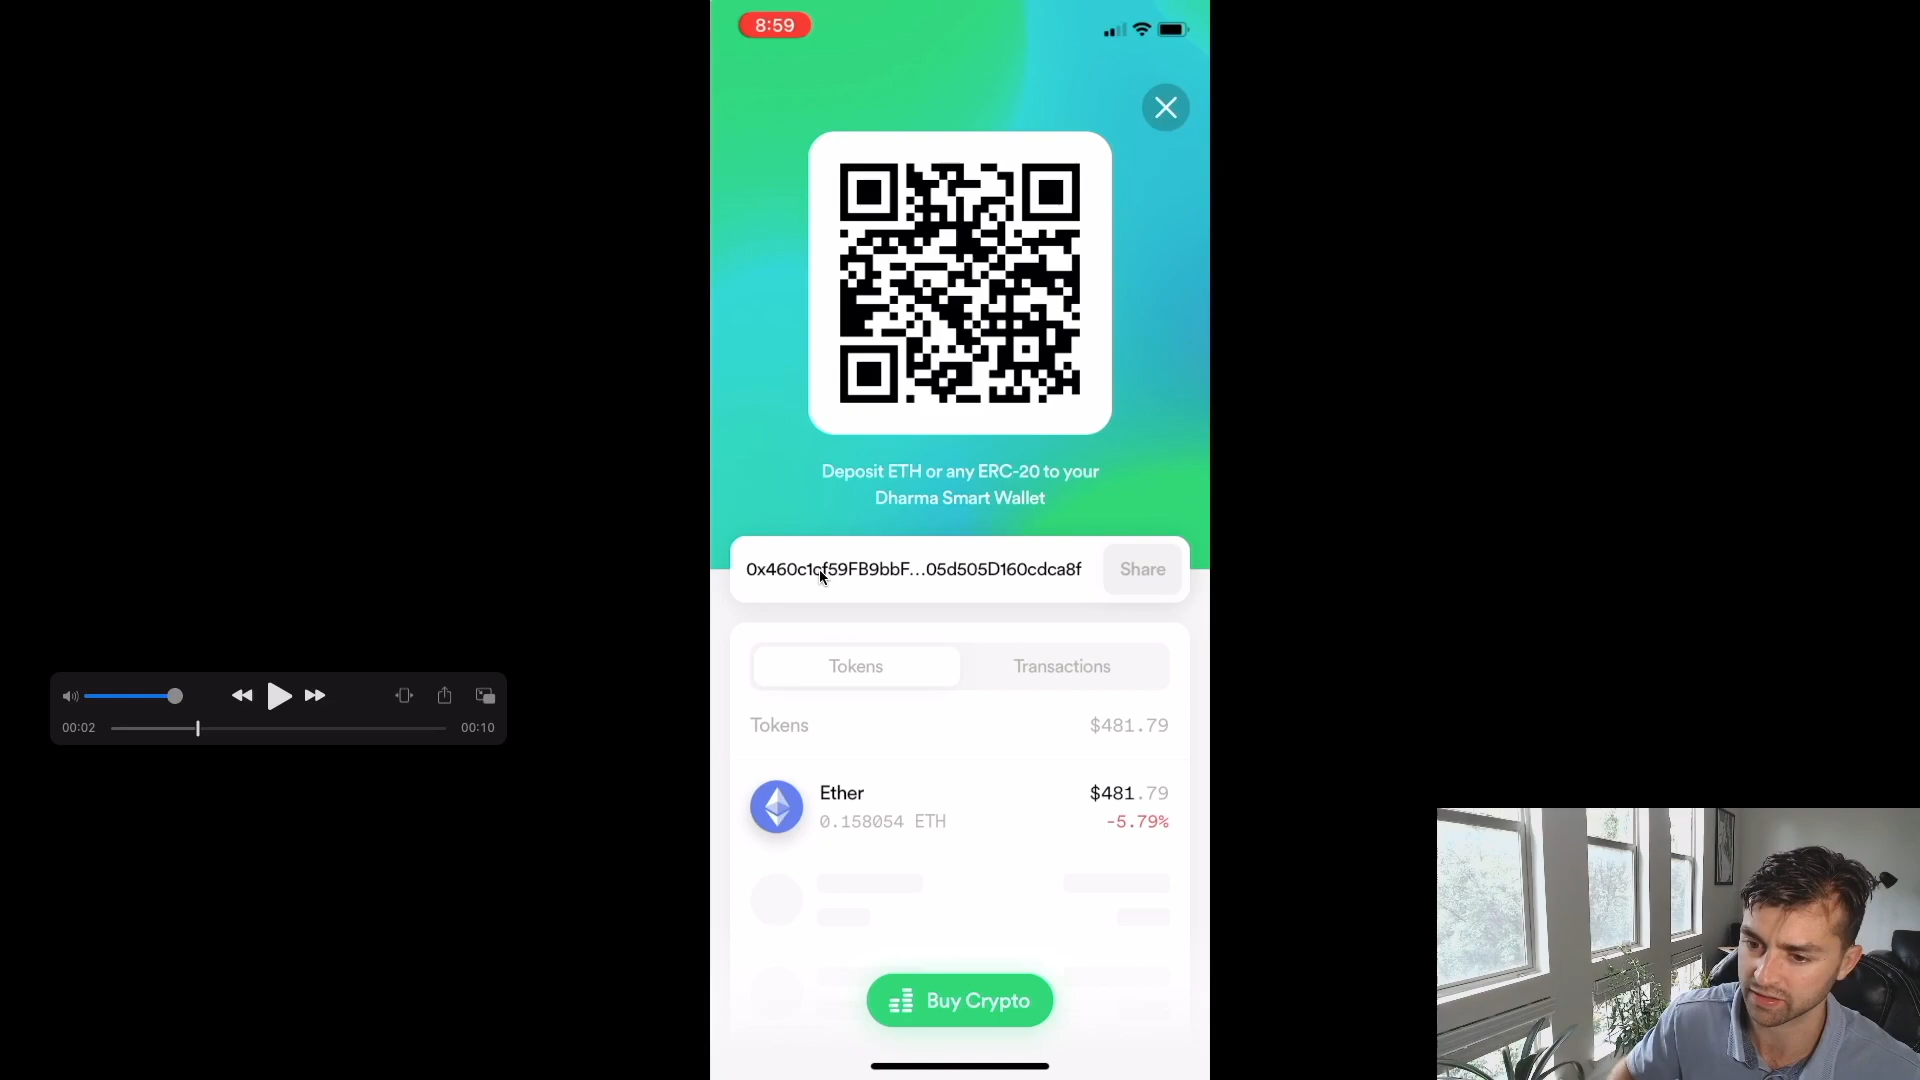 8:59
Deposit ETH or any ERC-20 to your
Dharma Smart Wallet
0x460c1cf59FB9bbF...05d505D160cdca8f
Share
Tokens
Transactions
Tokens
$481.79
Ether
$481.79
0.158054 ETH
-5.79%
Buy Crypto
00:02
00:10